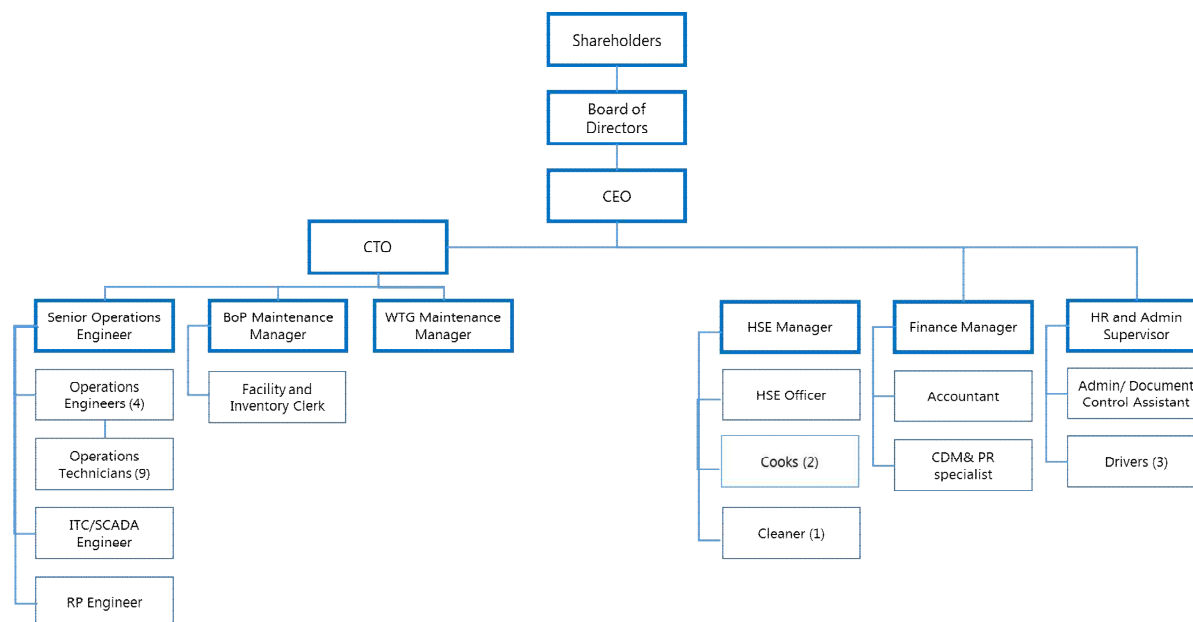 Shareholders
Board of
Directors
CEO
CTO
Senior Operations
Engineer
BoP Maintenance
Manager
WTG Maintenance
Manager
HSE Manager
Finance Manager
HR and Admin
Supervisor
Operations
Engineers (4)
Facility and
Inventory Clerk
HSE Officer
Accountant
Admin/ Document
Control Assistant
Operations
Technicians (9)
Cooks (2)
CDM& PR
specialist
Drivers (3)
ITC/SCADA
Engineer
Cleaner (1)
RP Engineer